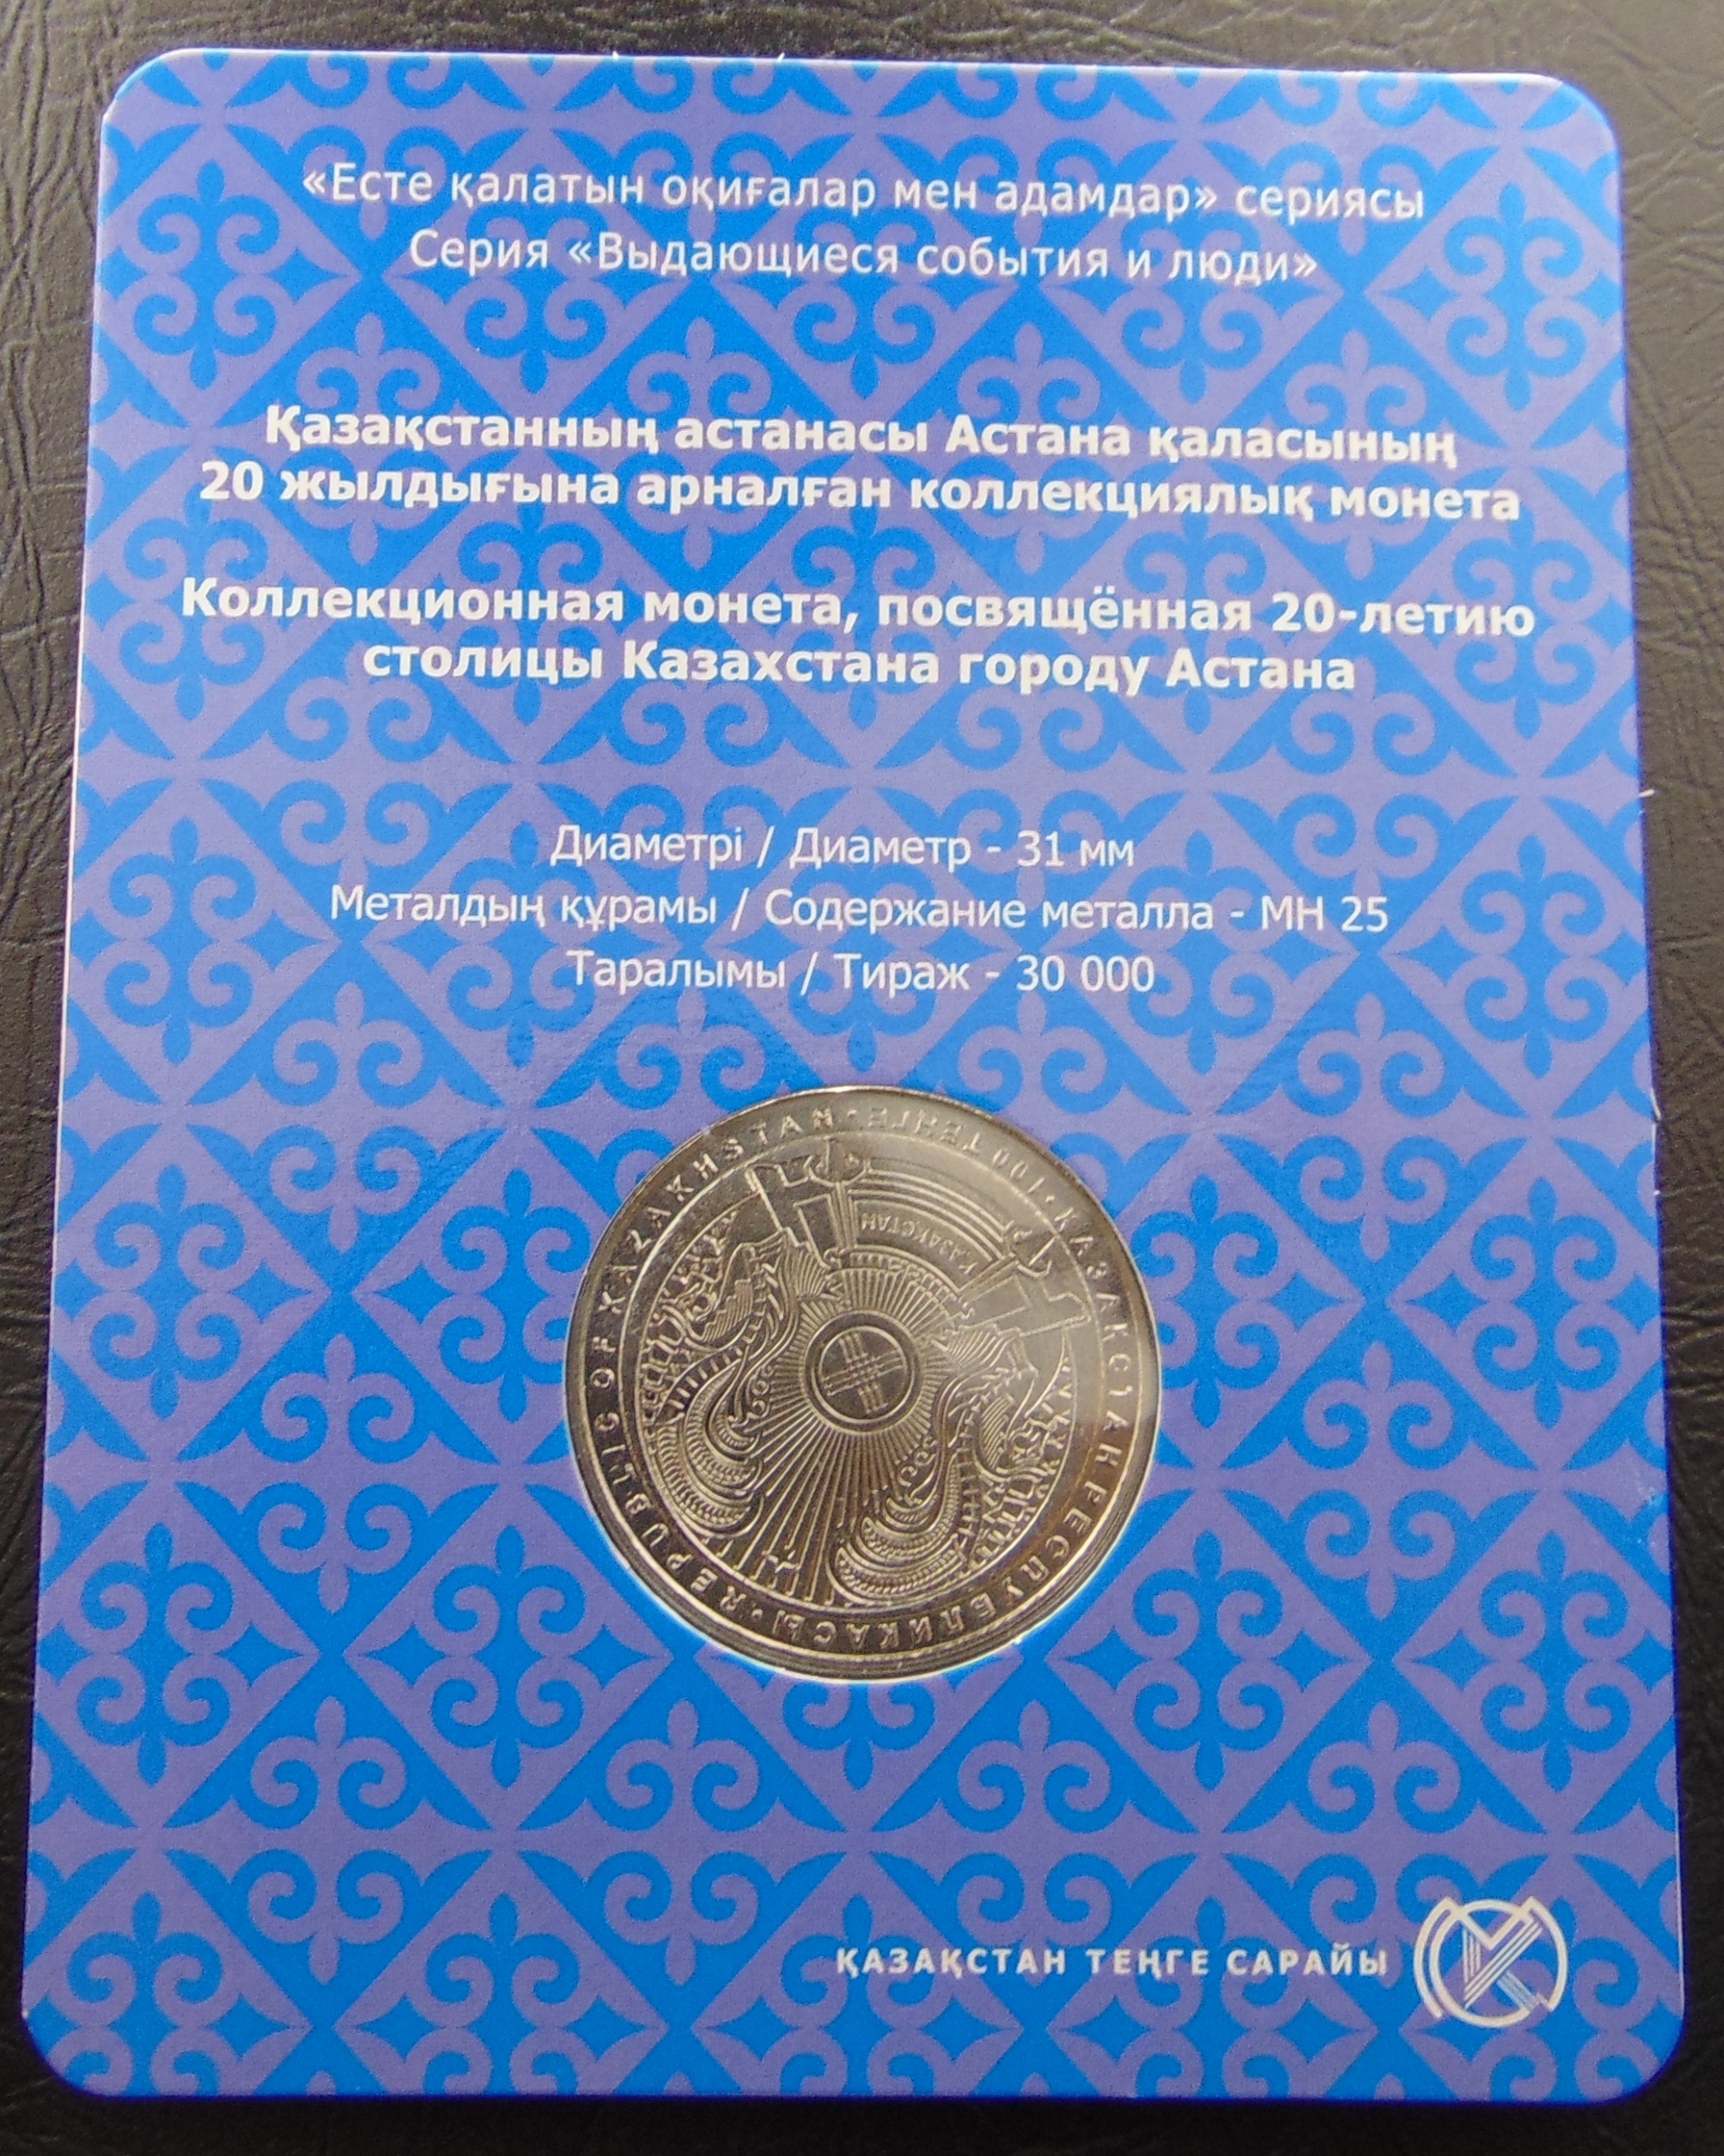 «Есте қалатын оқиғалар мен адамдар» сериясы
Серия «Выдающиеся события и люди»
Қазақстанның астанасы Астана қаласының
20 жылдығына арналған коллекциялық монета
Коллекционная монета, посвящённая 20-летию
столицы Казахстана городу Астана
Диаметрі / Диаметр - 31 мм
Металдың құрамы / Содержание металла - МН 25
Таралымы / Тираж - 30 000
REPUBLIC OF KAZAKHSTAN · 100 ТЕҢГЕ · ҚАЗАҚСТАН РЕСПУБЛИКАСЫ ·
ҚАЗАҚСТАН
ҚАЗАҚСТАН ТЕҢГЕ САРАЙЫ